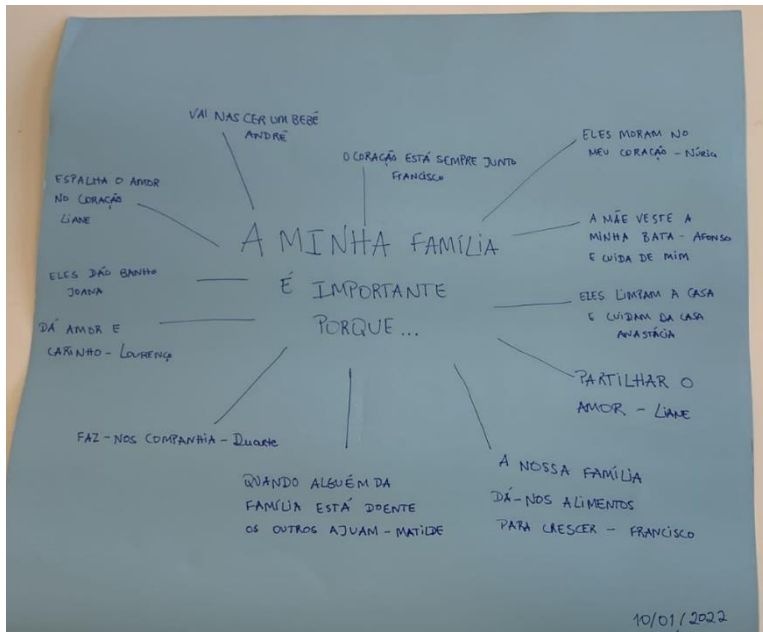 VAI NASCER UM BEBÉ
ANDRÉ
O CORAÇÃO ESTÁ SEMPRE JUNTO
FRANCISCO
ELES MORAM NO
MEU CORAÇÃO - NÚRIA
ESPALHA O AMOR
NO CORAÇÃO
LIANE
A MÃE VESTE A
MINHA BATA - AFONSO
E CUIDA DE MIM
A MINHA FAMÍLIA
É IMPORTANTE
PORQUE...
ELES DÃO BANHO
JOANA
ELES LIMPAM A CASA
E CUIDAM DA CASA
ANASTÁCIA
DÁ AMOR E
CARINHO - LOURENÇO
PARTILHAR O
AMOR - LIANE
FAZ-NOS COMPANHIA - Duarte
QUANDO ALGUÉM DA
FAMÍLIA ESTÁ DOENTE
OS OUTROS AJUAM - MATILDE
A NOSSA FAMÍLIA
DÁ-NOS ALIMENTOS
PARA CRESCER - FRANCISCO
10/01/2022